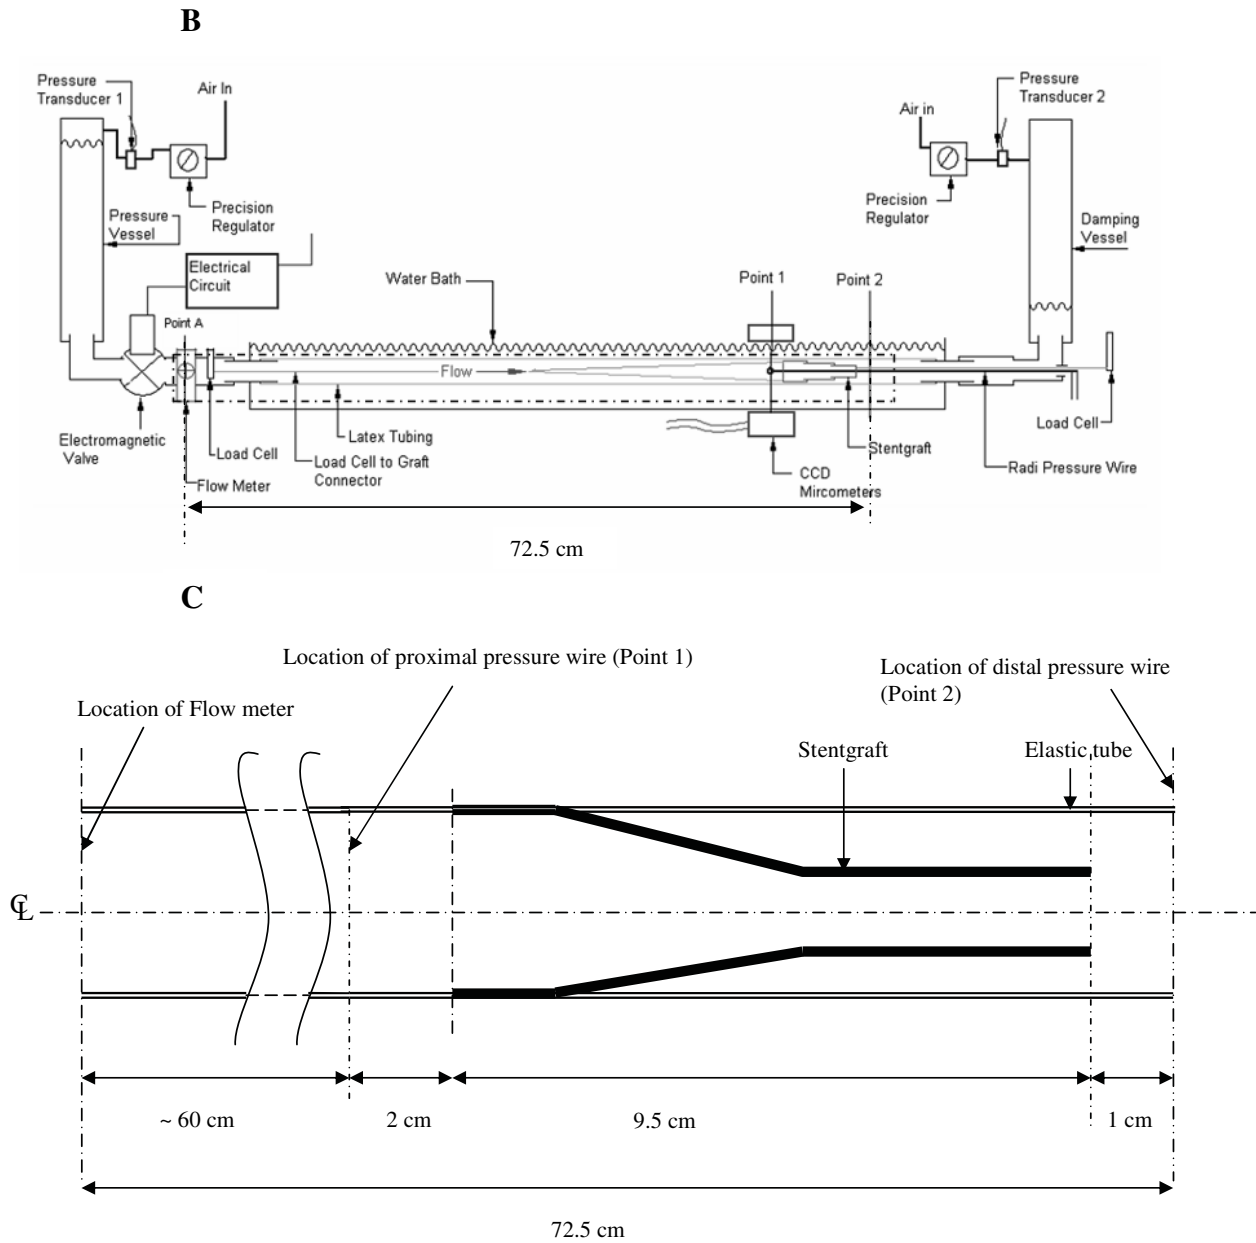 B
Pressure
Transducer 1
Air In
Pressure
Transducer 2
Air in
Precision
Regulator
Pressure
Vessel
Precision
Regulator
Damping
Vessel
Electrical
Circuit
Water Bath
Point 1
Point 2
Point A
Flow
Electromagnetic
Valve
Load Cell
Flow Meter
Latex Tubing
Load Cell to Graft
Connector
CCD
Mircometers
Stentgraft
Radi Pressure Wire
Load Cell
72.5 cm
C
Location of proximal pressure wire (Point 1)
Location of distal pressure wire
(Point 2)
Location of Flow meter
Stentgraft
Elastic tube
℄
~ 60 cm
2 cm
9.5 cm
1 cm
72.5 cm